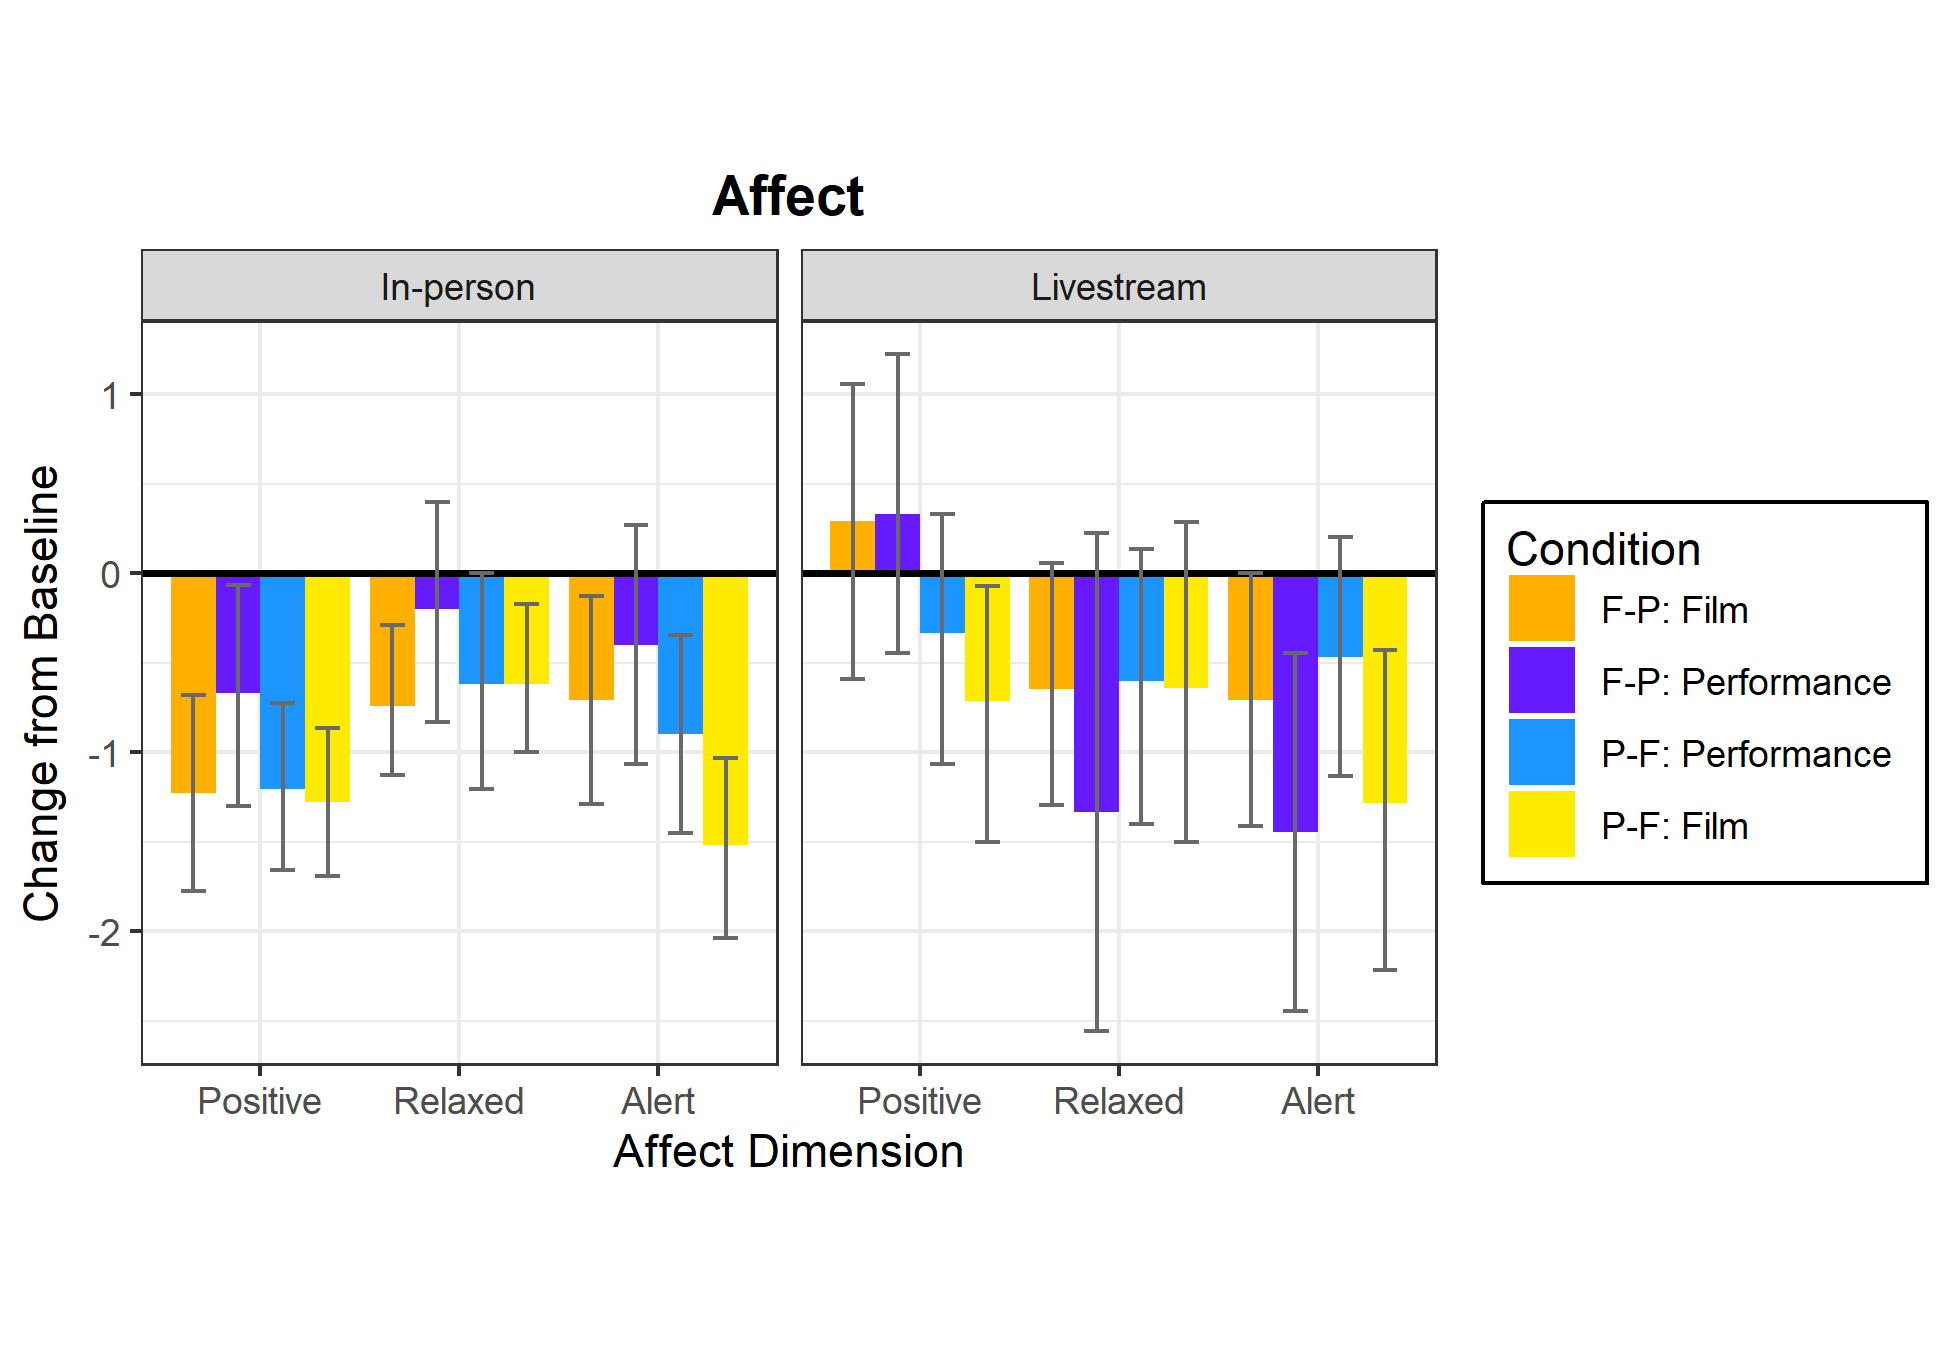 Affect
In-person
Livestream
1
0
-1
-2
Change from Baseline
Positive
Relaxed
Alert
Positive
Relaxed
Alert
Affect Dimension
Condition
F-P: Film
F-P: Performance
P-F: Performance
P-F: Film